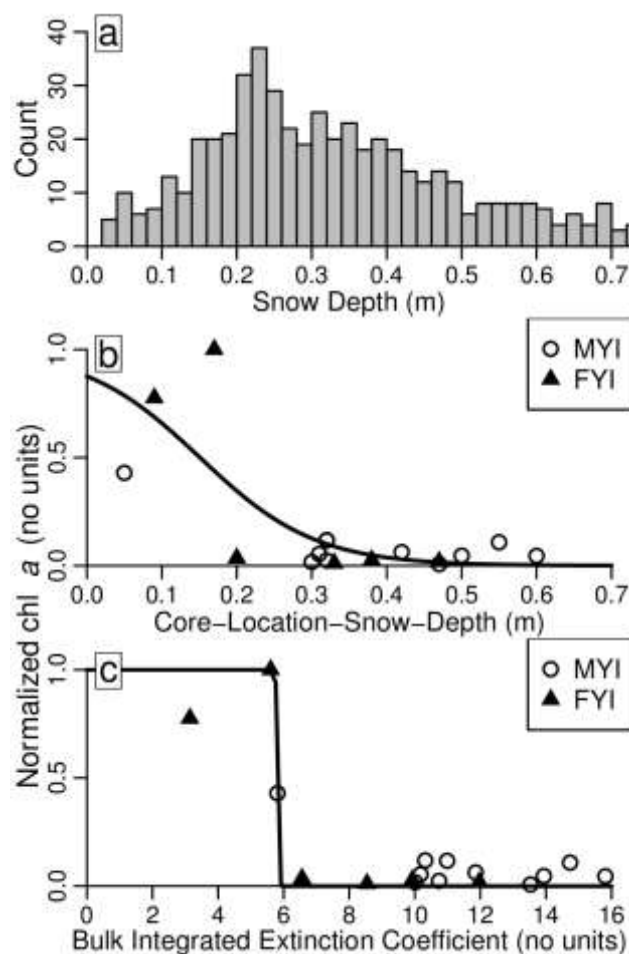 a
Count
0 10 20 30 40
0.0 0.1 0.2 0.3 0.4 0.5 0.6 0.7
Snow Depth (m)
b
MYI
FYI
0.0 0.5 1.0
0.0 0.1 0.2 0.3 0.4 0.5 0.6 0.7
Core−Location−Snow−Depth (m)
Normalized chl a (no units)
c
MYI
FYI
0.0 0.5 1.0
0 2 4 6 8 10 12 14 16
Bulk Integrated Extinction Coefficient (no units)